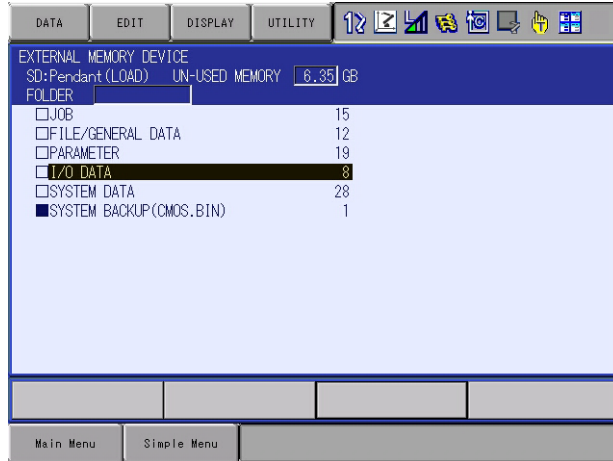 DATA EDIT DISPLAY UTILITY
EXTERNAL MEMORY DEVICE
SD:Pendant(LOAD) UN-USED MEMORY 6.35 GB
FOLDER
JOB 15
FILE/GENERAL DATA 12
PARAMETER 19
I/O DATA 8
SYSTEM DATA 28
SYSTEM BACKUP(CMOS.BIN) 1
Main Menu Simple Menu